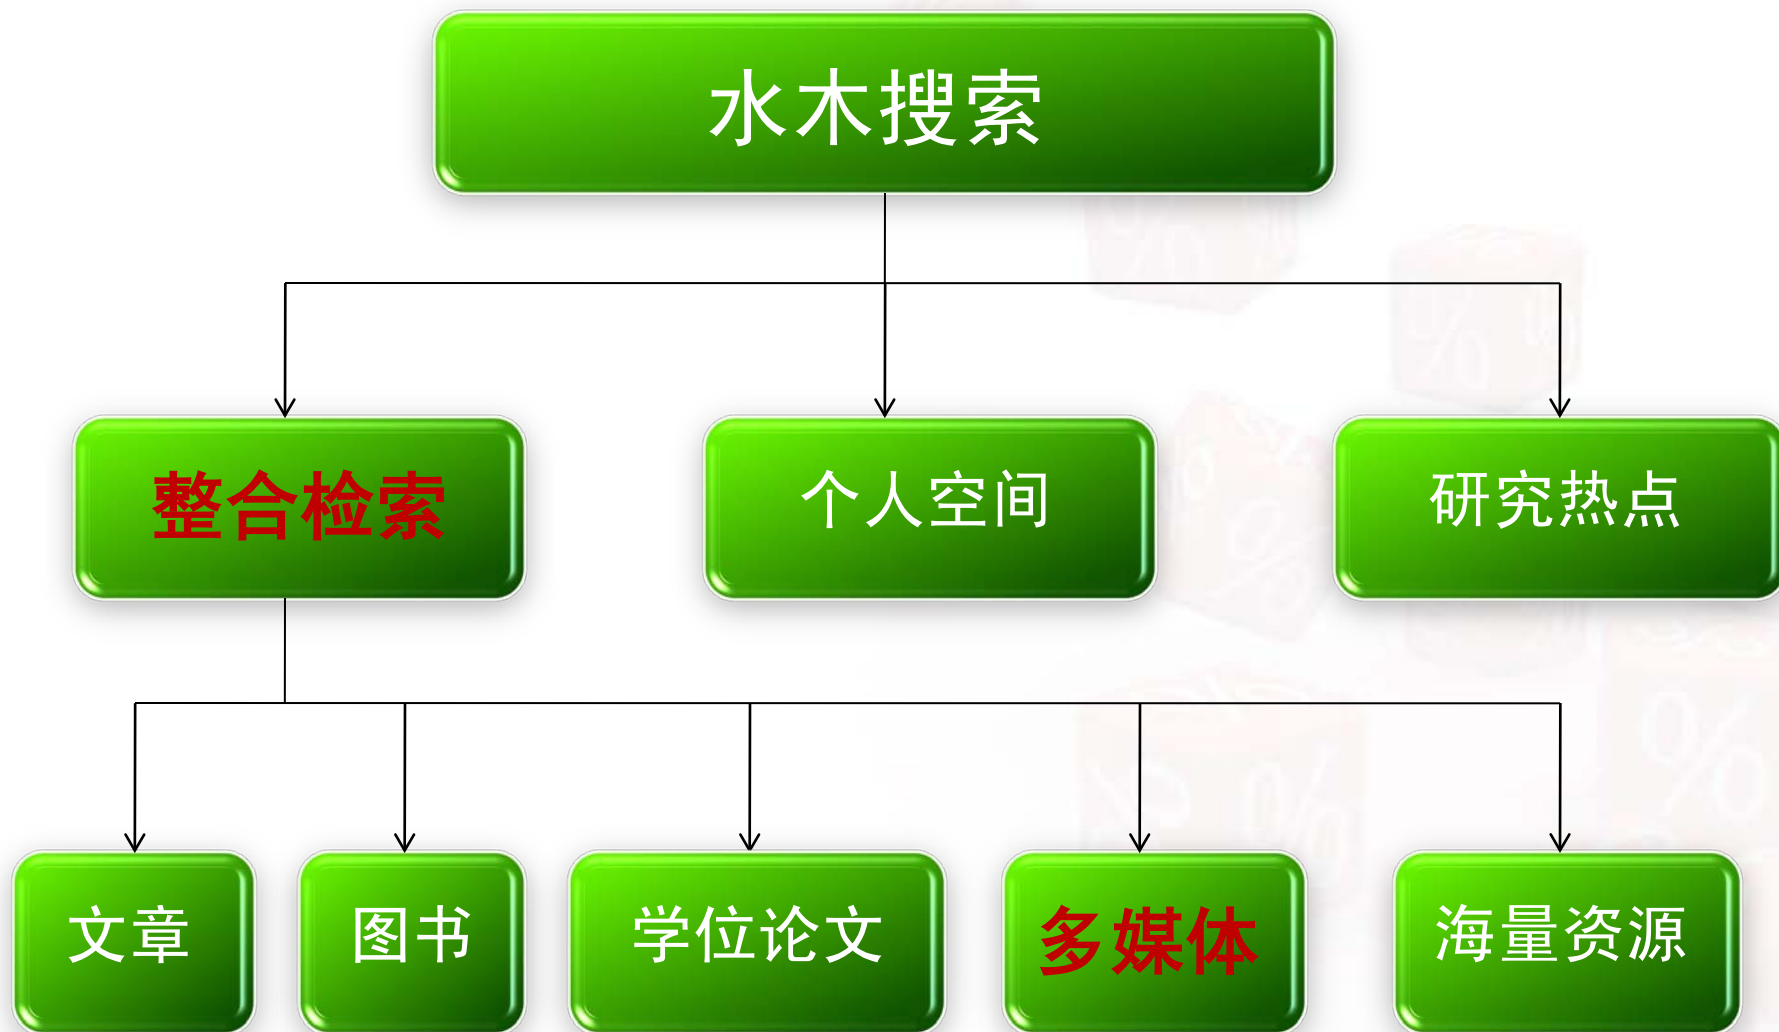 水木搜索
整合检索
个人空间
研究热点
文章
图书
学位论文
多媒体
海量资源